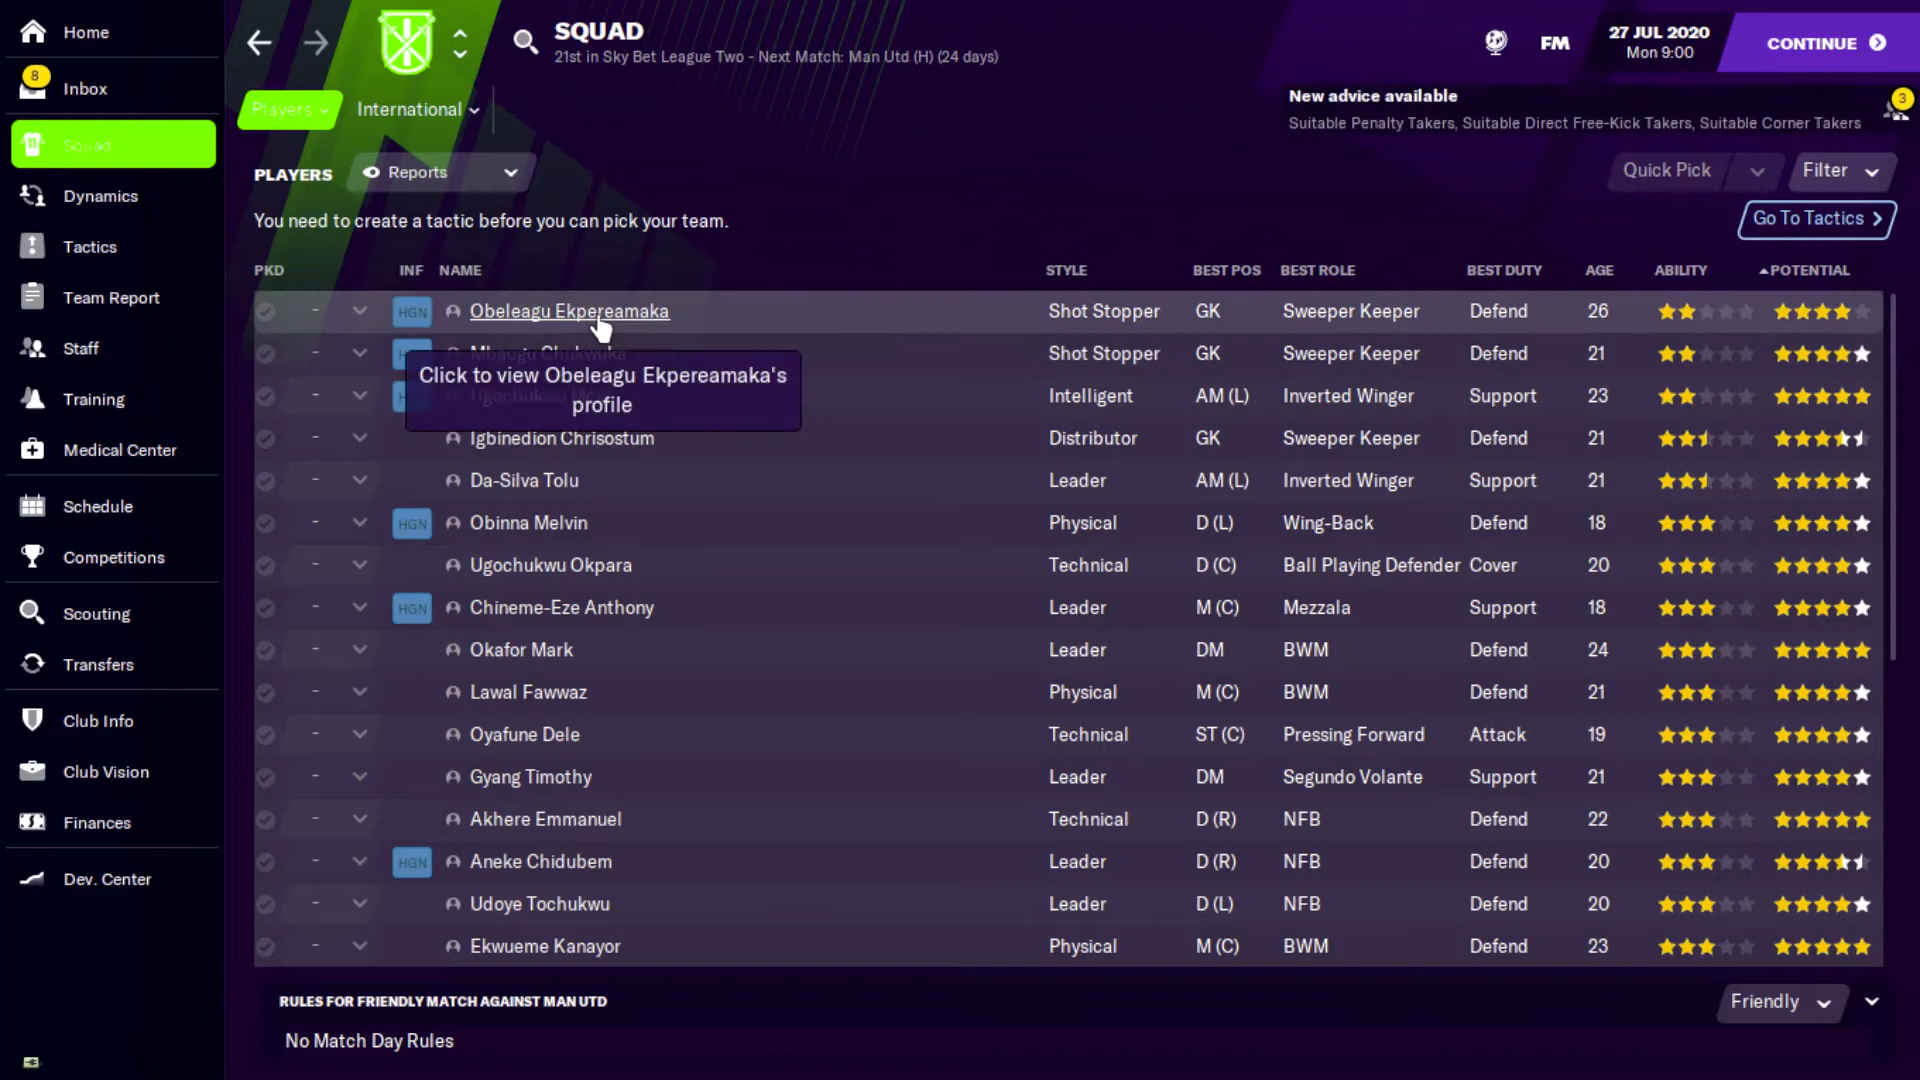 Home
8
Inbox
Squad
Dynamics
Tactics
Team Report
Staff
Training
Medical Center
Schedule
Competitions
Scouting
Transfers
Club Info
Club Vision
Finances
Dev. Center
SQUAD
21st in Sky Bet League Two - Next Match: Man Utd (H) (24 days)
FM
27 JUL 2020
Mon 9:00
CONTINUE
Players
International
New advice available
3
Suitable Penalty Takers, Suitable Direct Free-Kick Takers, Suitable Corner Takers
PLAYERS
Reports
Quick Pick
Filter
You need to create a tactic before you can pick your team.
Go To Tactics
PKD INF NAME STYLE BEST POS BEST ROLE BEST DUTY AGE ABILITY POTENTIAL
- HGN Obeleagu Ekpereamaka Shot Stopper GK Sweeper Keeper Defend 26
- Mbaogu Chukwuka Shot Stopper GK Sweeper Keeper Defend 21
Click to view Obeleagu Ekpereamaka's
profile
- Intelligent AM (L) Inverted Winger Support 23
- Igbinedion Chrisostum Distributor GK Sweeper Keeper Defend 21
- Da-Silva Tolu Leader AM (L) Inverted Winger Support 21
- HGN Obinna Melvin Physical D (L) Wing-Back Defend 18
- Ugochukwu Okpara Technical D (C) Ball Playing Defender Cover 20
- HGN Chineme-Eze Anthony Leader M (C) Mezzala Support 18
- Okafor Mark Leader DM BWM Defend 24
- Lawal Fawwaz Physical M (C) BWM Defend 21
- Oyafune Dele Technical ST (C) Pressing Forward Attack 19
- Gyang Timothy Leader DM Segundo Volante Support 21
- Akhere Emmanuel Technical D (R) NFB Defend 22
- HGN Aneke Chidubem Leader D (R) NFB Defend 20
- Udoye Tochukwu Leader D (L) NFB Defend 20
- Ekwueme Kanayor Physical M (C) BWM Defend 23
RULES FOR FRIENDLY MATCH AGAINST MAN UTD
Friendly
No Match Day Rules